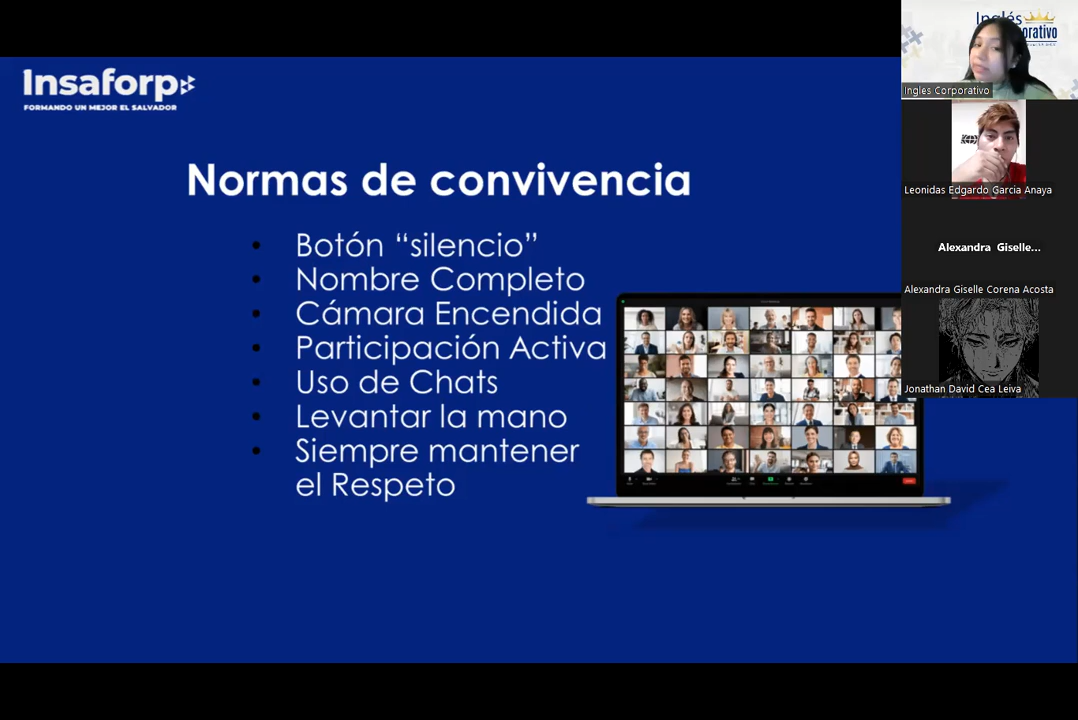 Insaforp
FORMANDO UN MEJOR EL SALVADOR
Normas de convivencia
• Botón “silencio”
• Nombre Completo
• Cámara Encendida
• Participación Activa
• Uso de Chats
• Levantar la mano
• Siempre mantener
el Respeto
Inglés
orativo
Ingles Corporativo
Leonidas Edgardo Garcia Anaya
Alexandra Giselle...
Alexandra Giselle Corena Acosta
Jonathan David Cea Leiva